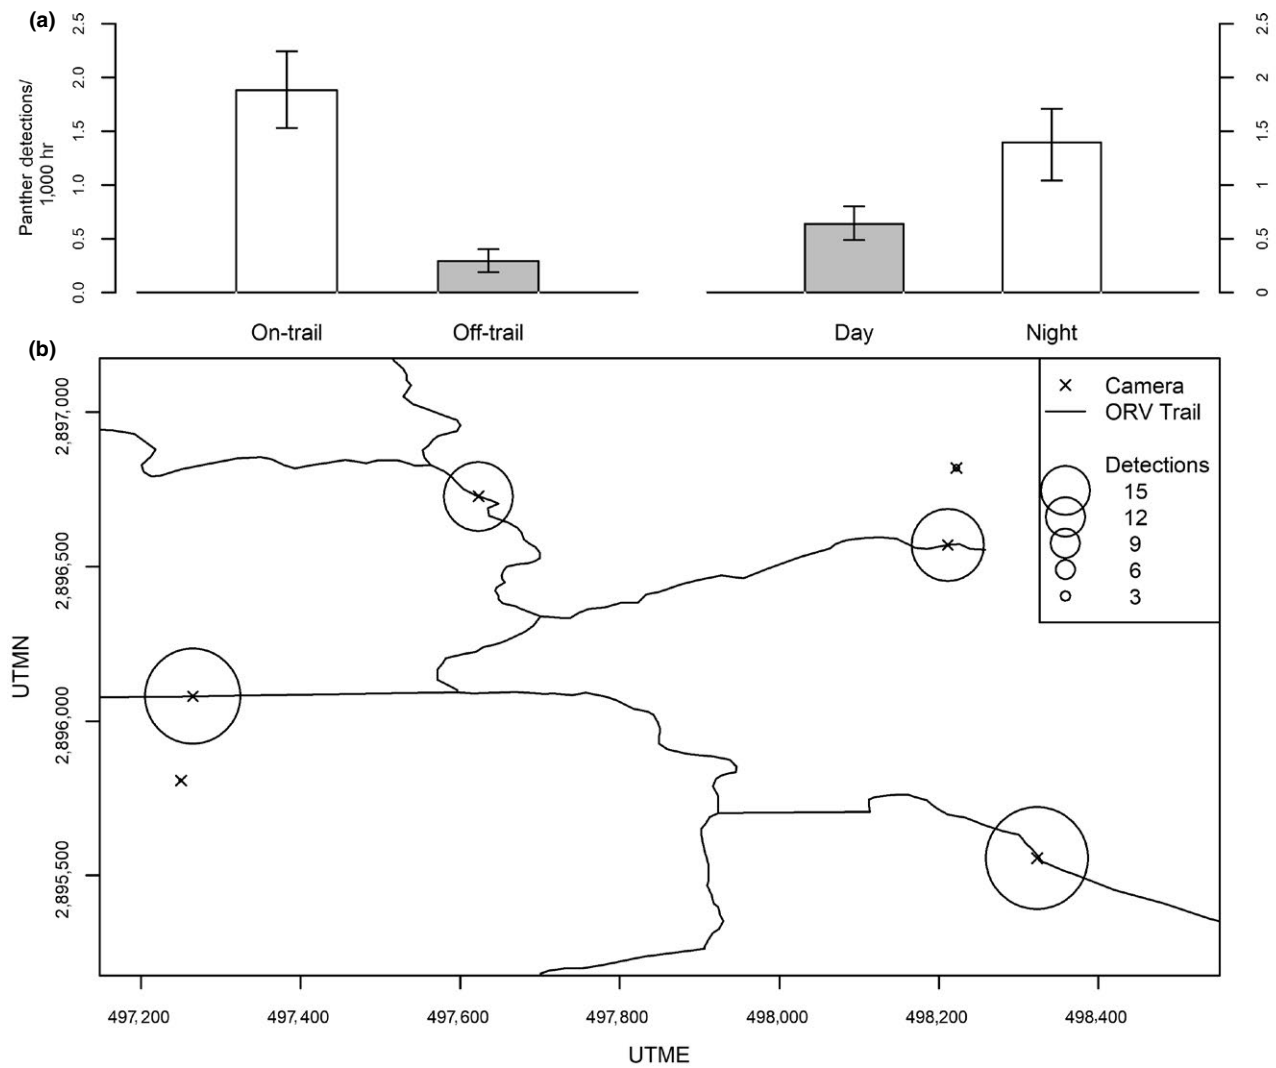 (a)
Panther detections/
1,000 hr
2.5
2.0
1.5
1.0
0.5
0.0
2.5
2
1.5
1
0.5
0
On-trail
Off-trail
Day
Night
(b)
Camera
ORV Trail
Detections
15
12
9
6
3
UTMN
2,897,000
2,896,500
2,896,000
2,895,500
497,200
497,400
497,600
497,800
498,000
498,200
498,400
UTME